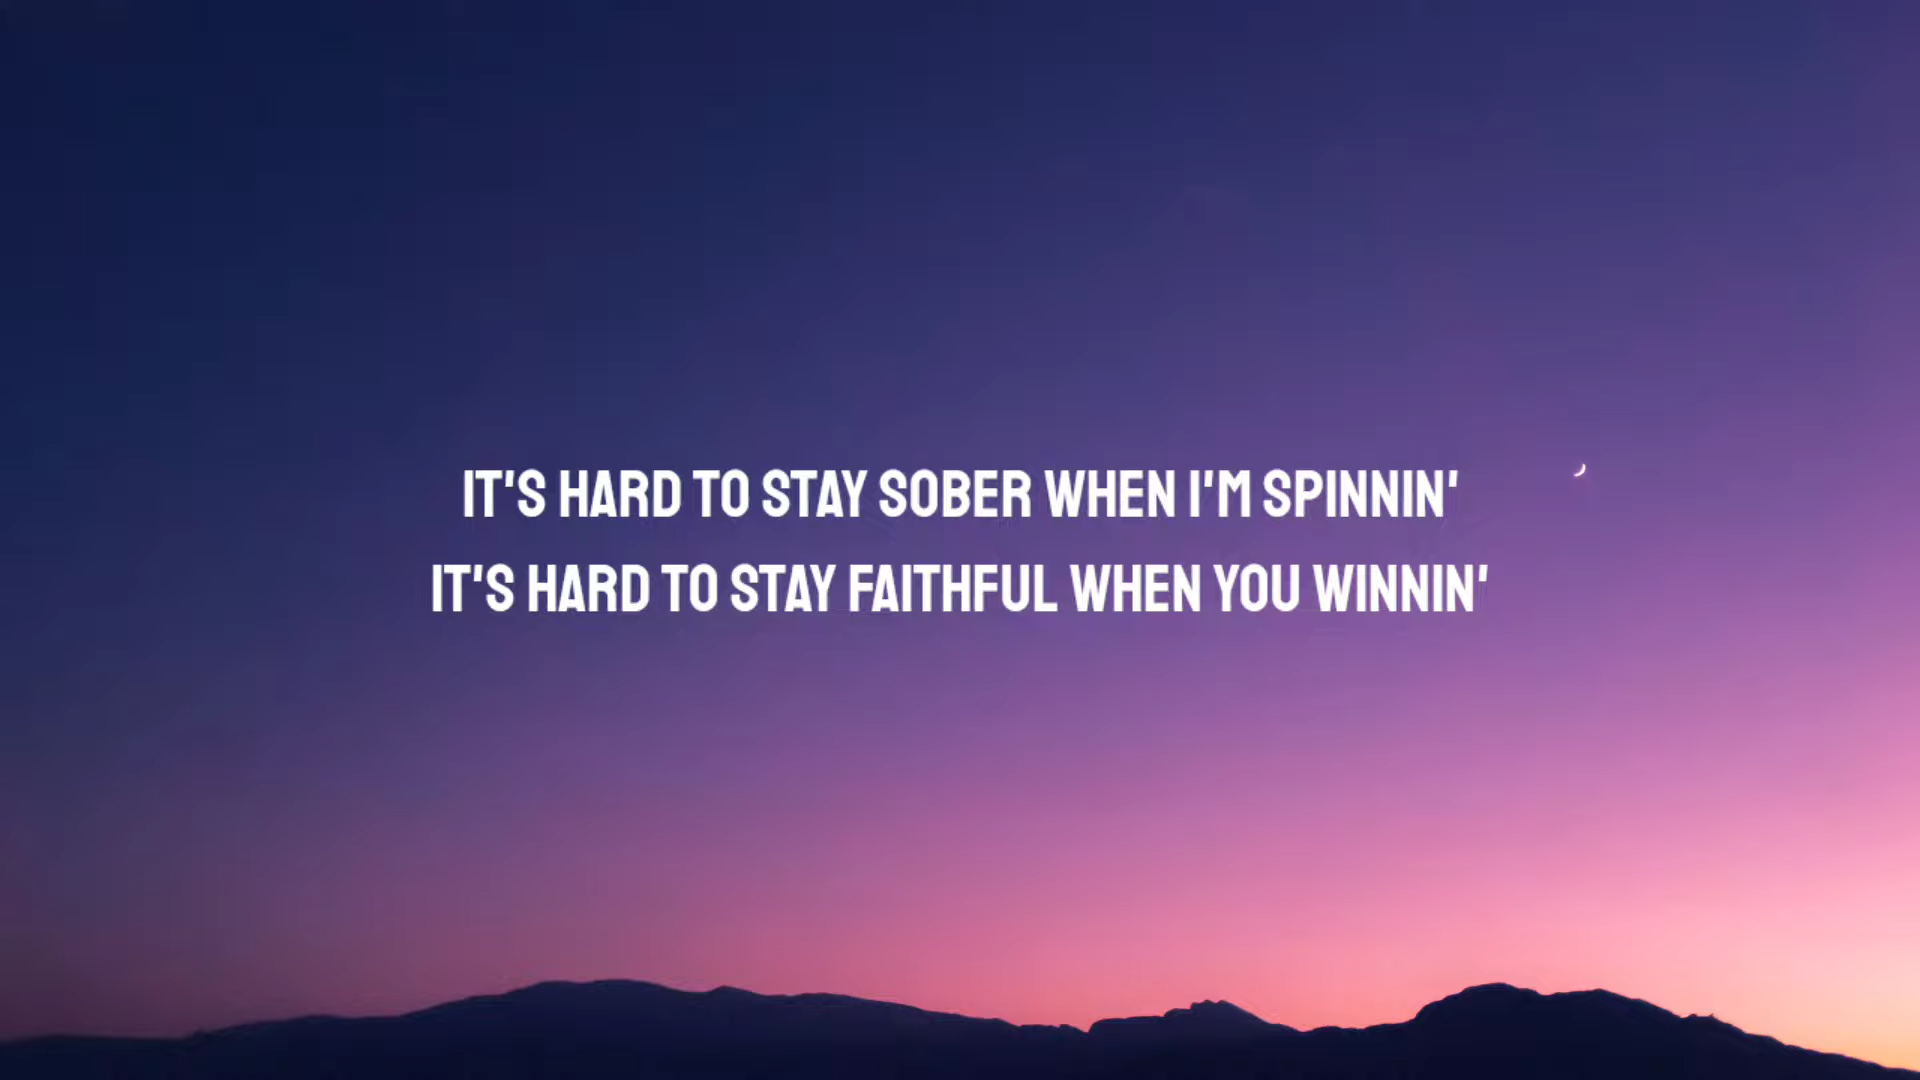 IT'S HARD TO STAY SOBER WHEN I'M SPINNIN'
IT'S HARD TO STAY FAITHFUL WHEN YOU WINNIN'